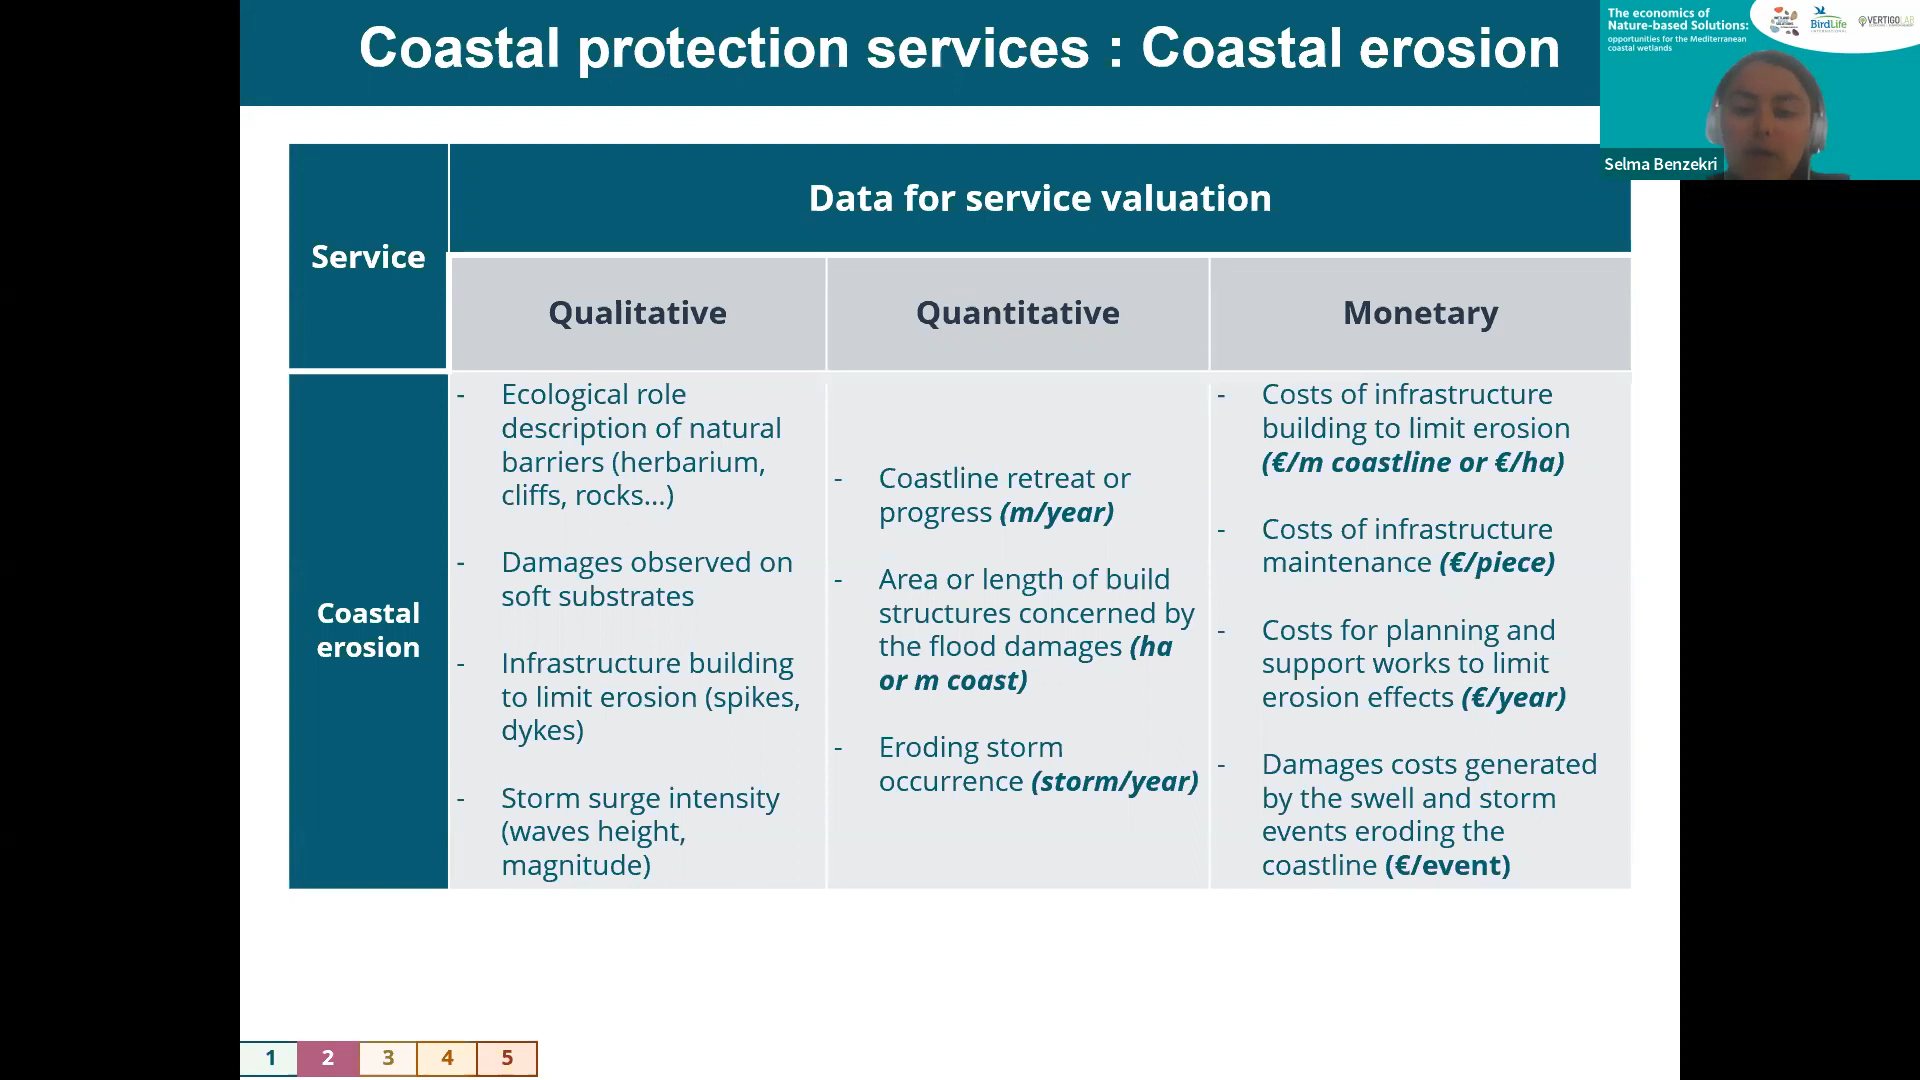 Coastal protection services : Coastal erosion
The economics of
Nature-based Solutions:
opportunities for the Mediterranean
coastal wetlands
BirdLife
INTERNATIONAL
VERTIGOLAB
Selma Benzekri
Service
Data for service valuation
Qualitative
Quantitative
Monetary
Coastal
erosion
- Ecological role
description of natural
barriers (herbarium,
cliffs, rocks...)
- Damages observed on
soft substrates
- Infrastructure building
to limit erosion (spikes,
dykes)
- Storm surge intensity
(waves height,
magnitude)
- Coastline retreat or
progress (m/year)
- Area or length of build
structures concerned by
the flood damages (ha
or m coast)
- Eroding storm
occurrence (storm/year)
- Costs of infrastructure
building to limit erosion
(€/m coastline or €/ha)
- Costs of infrastructure
maintenance (€/piece)
- Costs for planning and
support works to limit
erosion effects (€/year)
- Damages costs generated
by the swell and storm
events eroding the
coastline (€/event)
1 2 3 4 5